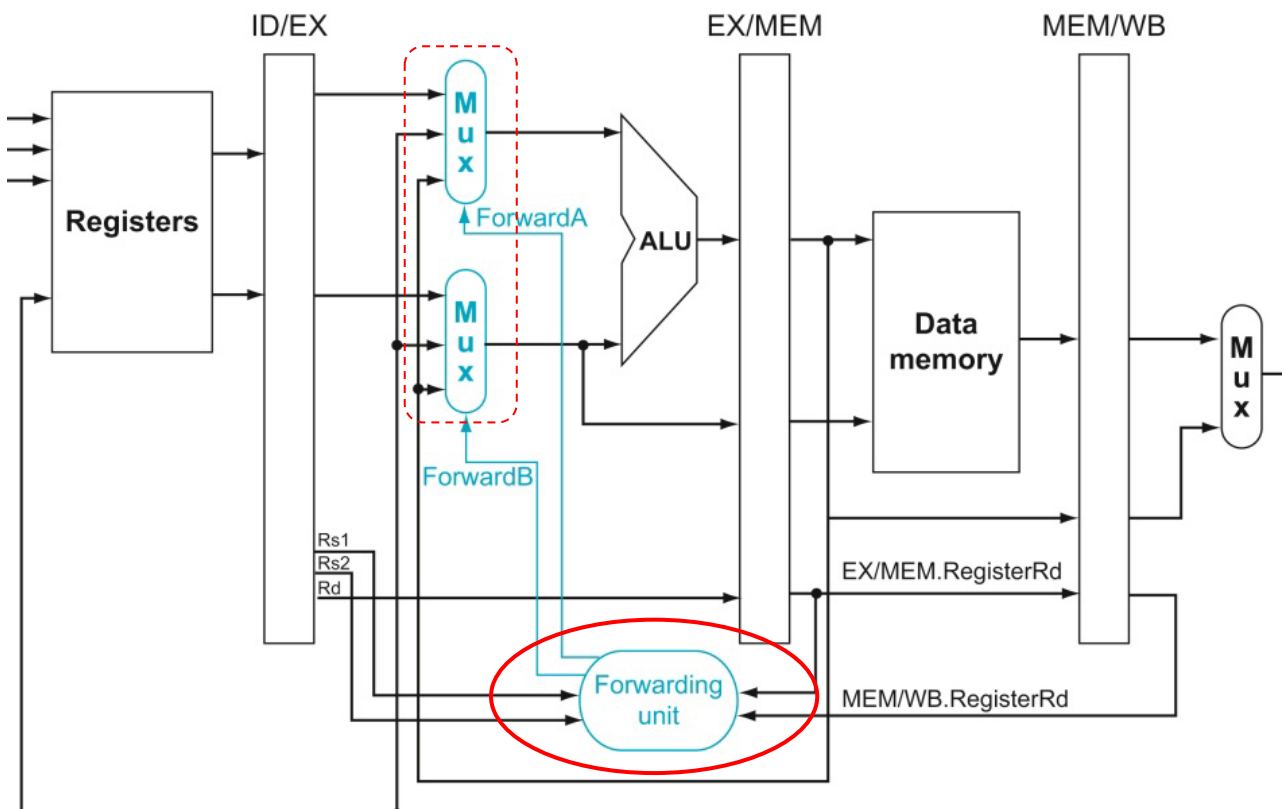 ID/EX
EX/MEM
MEM/WB
M
u
x
Registers
ForwardA
ALU
M
u
x
Data
memory
M
u
x
ForwardB
Rs1
Rs2
Rd
EX/MEM.RegisterRd
Forwarding
unit
MEM/WB.RegisterRd